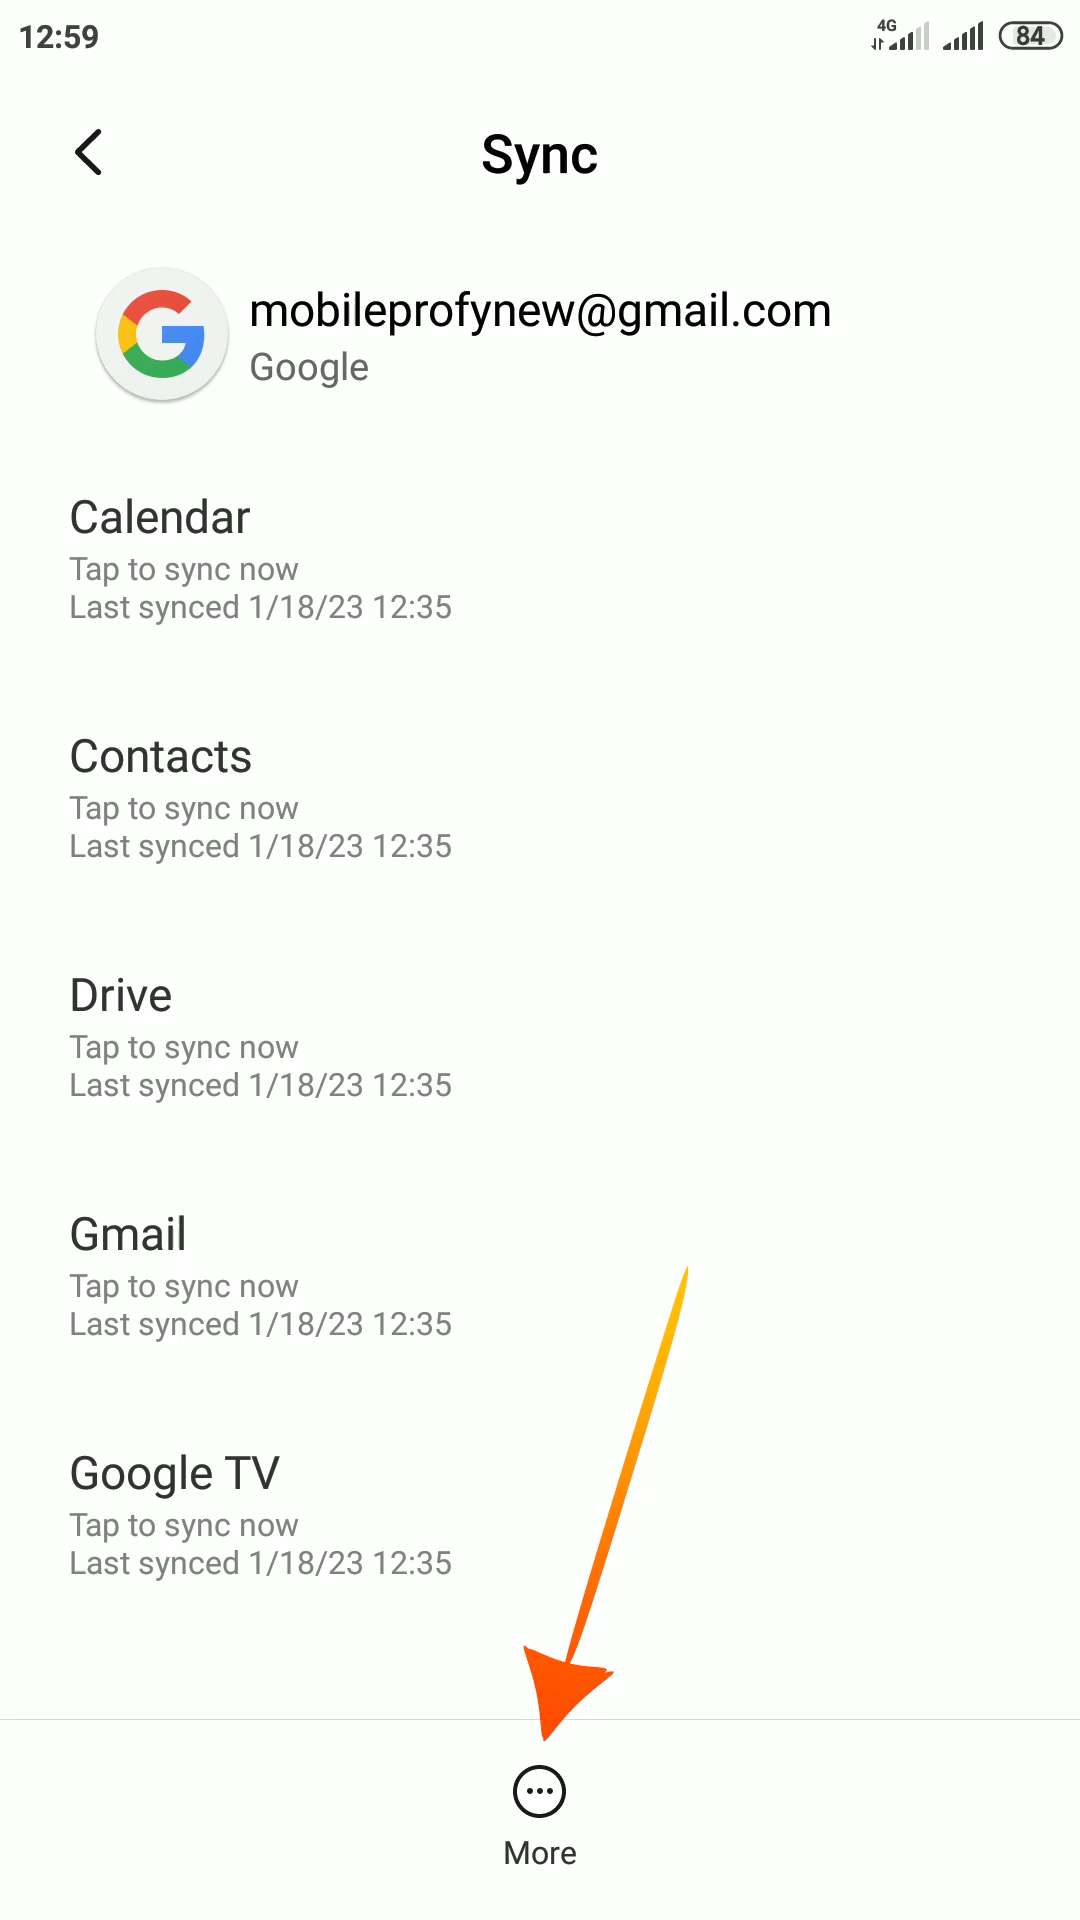 12:59
4G
84
Sync
mobileprofynew@gmail.com
Google
Calendar
Tap to sync now
Last synced 1/18/23 12:35
Contacts
Tap to sync now
Last synced 1/18/23 12:35
Drive
Tap to sync now
Last synced 1/18/23 12:35
Gmail
Tap to sync now
Last synced 1/18/23 12:35
Google TV
Tap to sync now
Last synced 1/18/23 12:35
More